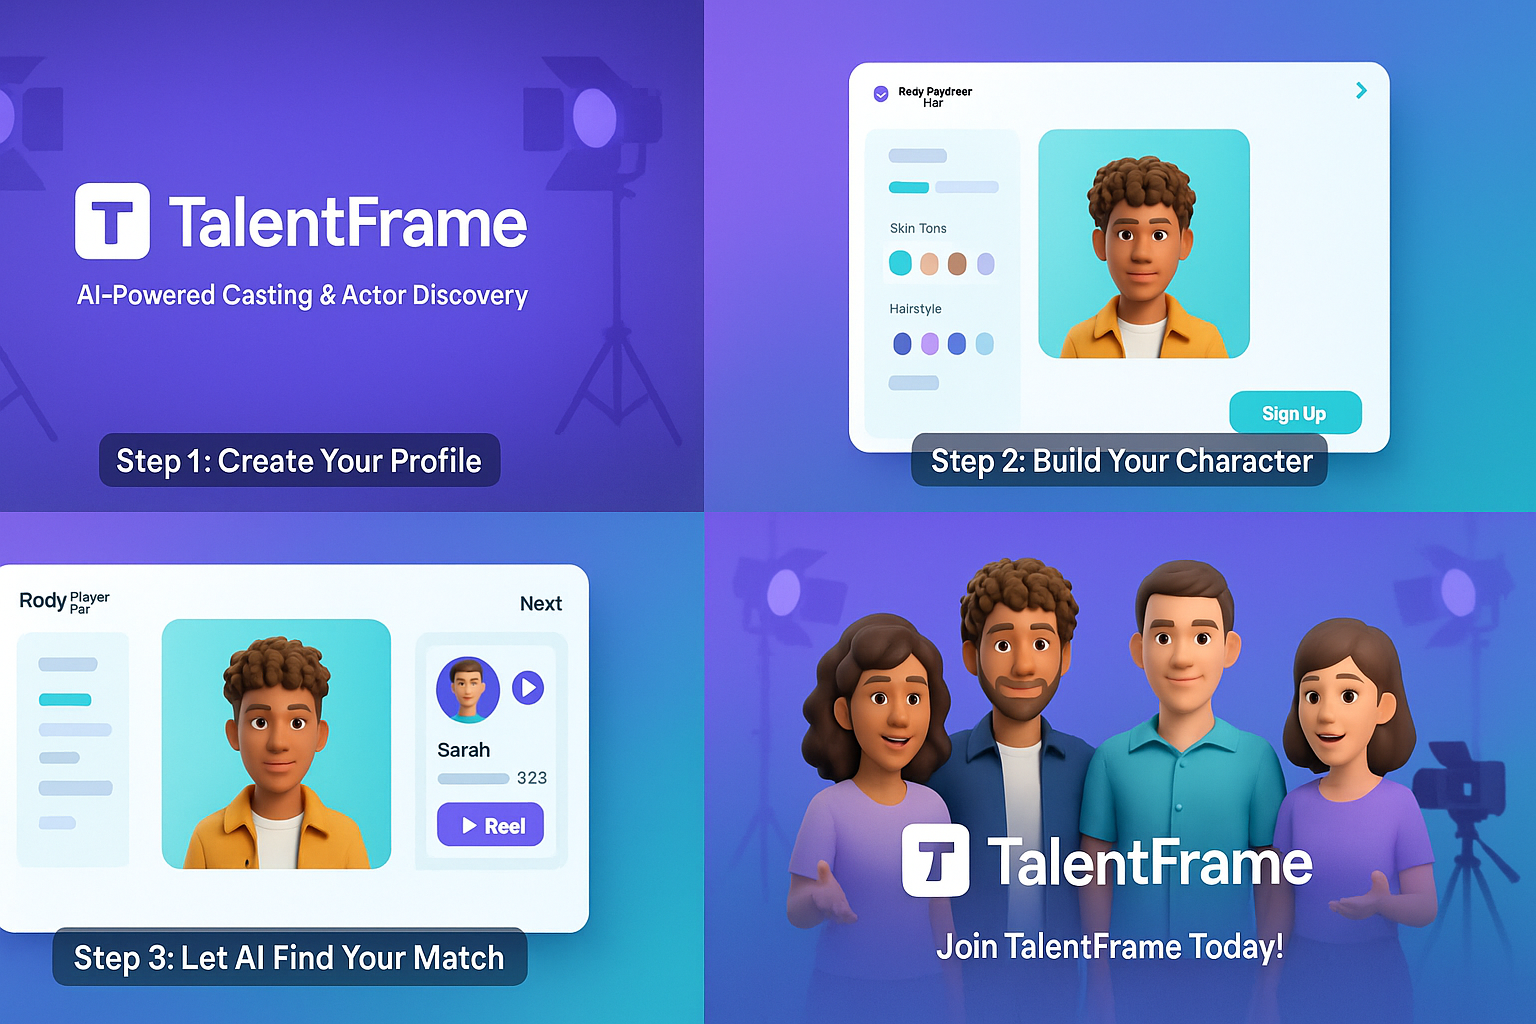 T TalentFrame
AI-Powered Casting & Actor Discovery
Step 1: Create Your Profile
Redy Paydreer
Har
Skin Tons
Hairstyle
Sign Up
Step 2: Build Your Character
Rody Player
Par
Next
Sarah
323
Reel
Step 3: Let AI Find Your Match
T TalentFrame
Join TalentFrame Today!